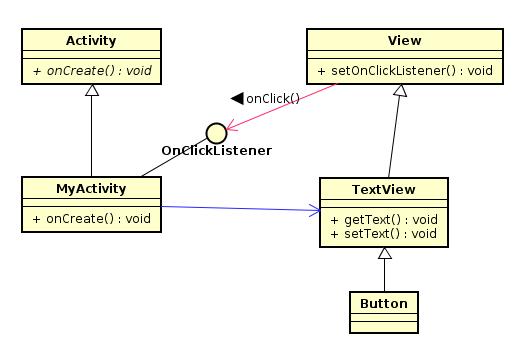 Activity
+ onCreate() : void
View
+ setOnClickListener() : void
onClick()
OnClickListener
MyActivity
+ onCreate() : void
TextView
+ getText() : void
+ setText() : void
Button